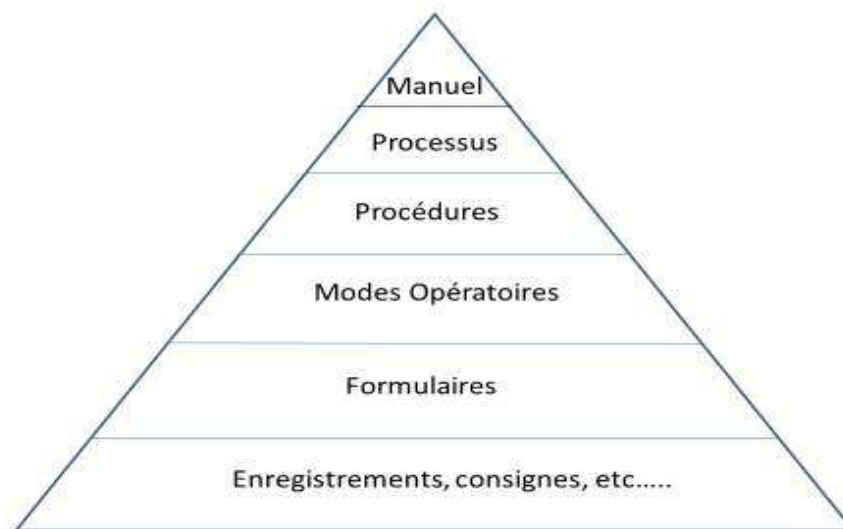 Manuel
Processus
Procédures
Modes Opératoires
Formulaires
Enregistrements, consignes, etc.....